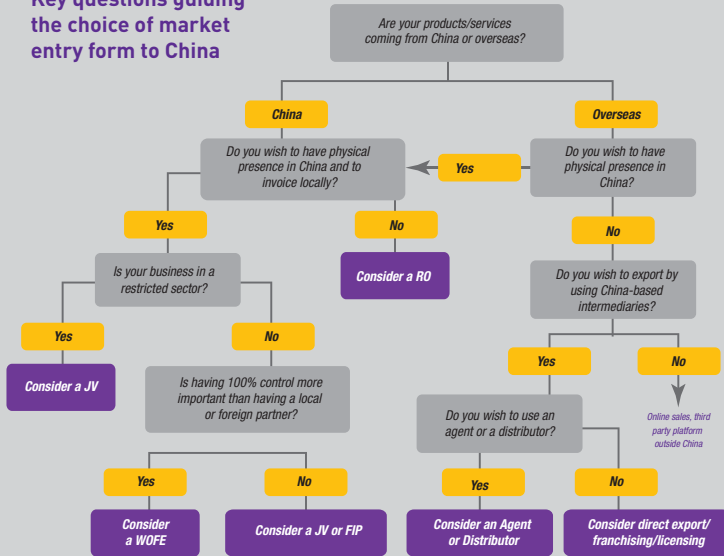 Key questions guiding
the choice of market
entry form to China
Are your products/services
coming from China or overseas?
China
Overseas
Do you wish to have physical
presence in China and to
invoice locally?
Yes
Do you wish to have
physical presence in
China?
Yes
No
No
Is your business in a
restricted sector?
Consider a RO
Do you wish to export by
using China-based
intermediaries?
Yes
No
Yes
No
Consider a JV
Is having 100% control more
important than having a local
or foreign partner?
Do you wish to use an
agent or a distributor?
Online sales, third
party platform
outside China
Yes
No
Yes
No
Consider
a WOFE
Consider a JV or FIP
Consider an Agent
or Distributor
Consider direct export/
franchising/licensing